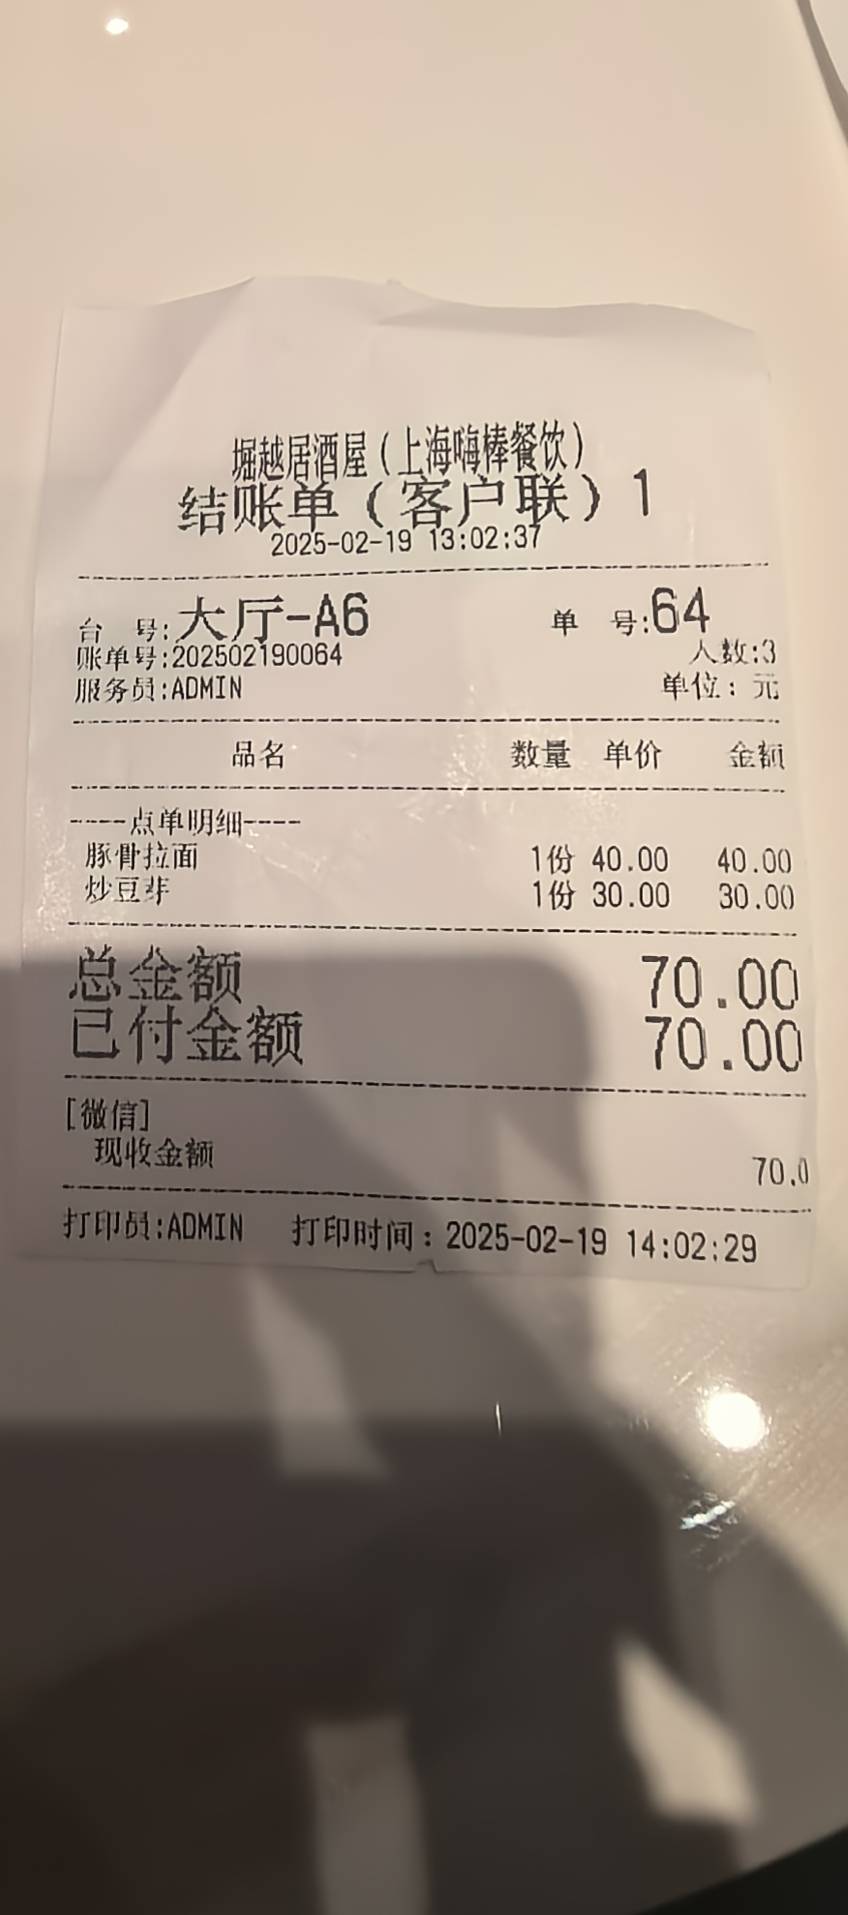 堀越居酒屋(上海嗨棒餐饮)
结账单(客户联)1
2025-02-19 13:02:37
台 号:大厅-A6 单 号:64
账单号:202502190064 人数:3
服务员:ADMIN 单位: 元
品名 数量 单价 金额
----点单明细----
豚骨拉面 1份 40.00 40.00
炒豆芽 1份 30.00 30.00
总金额 70.00
已付金额 70.00
[微信]
现收金额 70.0
打印员:ADMIN 打印时间:2025-02-19 14:02:29